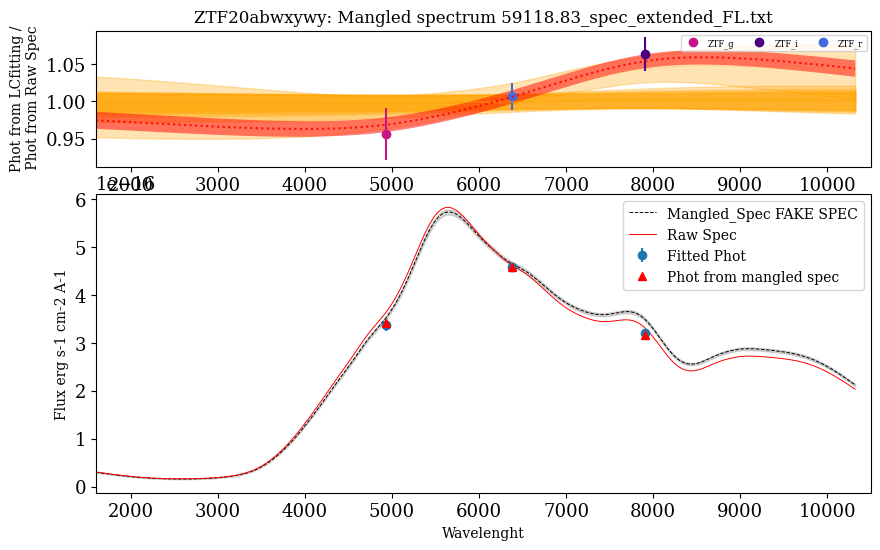 ZTF20abwxywy: Mangled spectrum 59118.83_spec_extended_FL.txt
Phot from LCfitting /
Phot from Raw Spec
1.05
1.00
0.95
ZTF_g
ZTF_i
ZTF_r
2000 3000 4000 5000 6000 7000 8000 9000 10000
1e−16
6
5
4
3
2
1
0
Flux erg s-1 cm-2 A-1
Mangled_Spec FAKE SPEC
Raw Spec
Fitted Phot
Phot from mangled spec
2000 3000 4000 5000 6000 7000 8000 9000 10000
Wavelenght